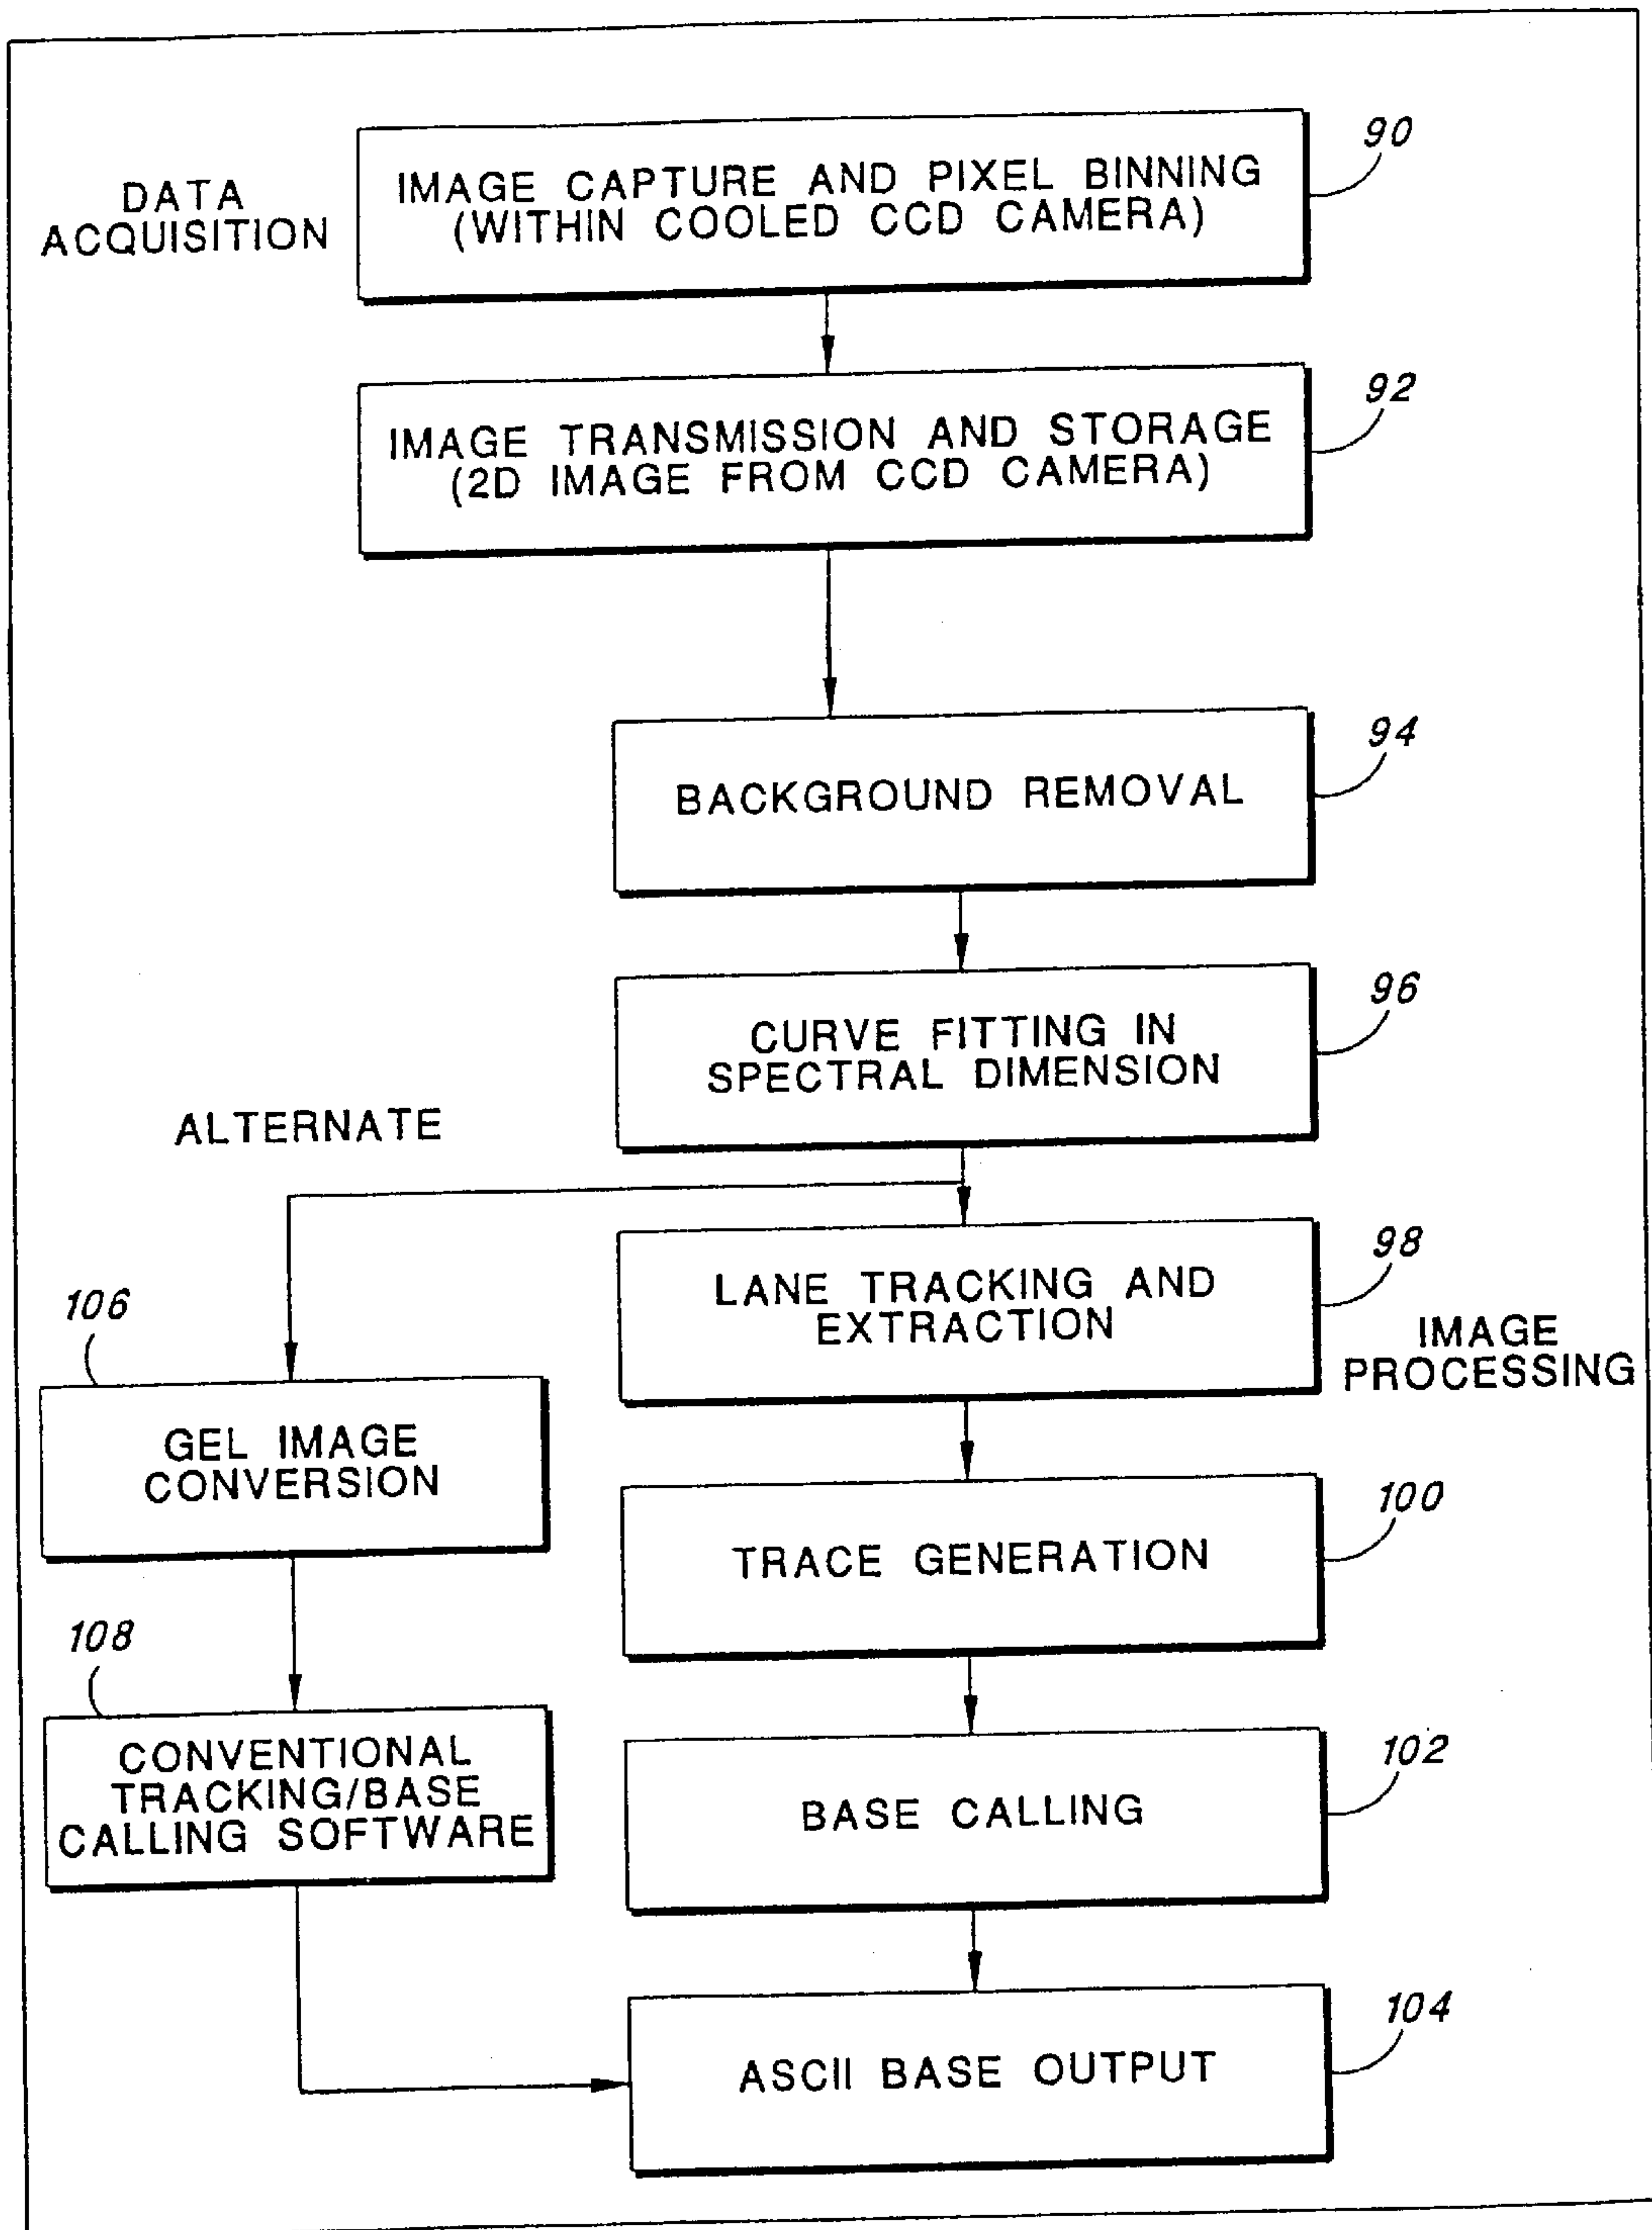 90
DATA
ACQUISITION
IMAGE CAPTURE AND PIXEL BINNING
(WITHIN COOLED CCD CAMERA)
92
IMAGE TRANSMISSION AND STORAGE
(2D IMAGE FROM CCD CAMERA)
94
BACKGROUND REMOVAL
96
CURVE FITTING IN
SPECTRAL DIMENSION
ALTERNATE
98
LANE TRACKING AND
EXTRACTION
IMAGE
PROCESSING
106
GEL IMAGE
CONVERSION
100
TRACE GENERATION
108
CONVENTIONAL
TRACKING/BASE
CALLING SOFTWARE
102
BASE CALLING
104
ASCII BASE OUTPUT